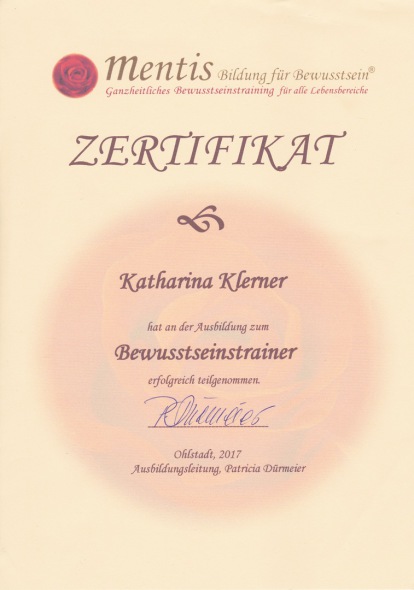 Mentis Bildung für Bewusstsein®
Ganzheitliches Bewusstseinstraining für alle Lebensbereiche
ZERTIFIKAT
Katharina Klerner
hat an der Ausbildung zum
Bewusstseinstrainer
erfolgreich teilgenommen.
P. Dürmeier
Ohlstadt, 2017
Ausbildungsleitung, Patricia Dürmeier